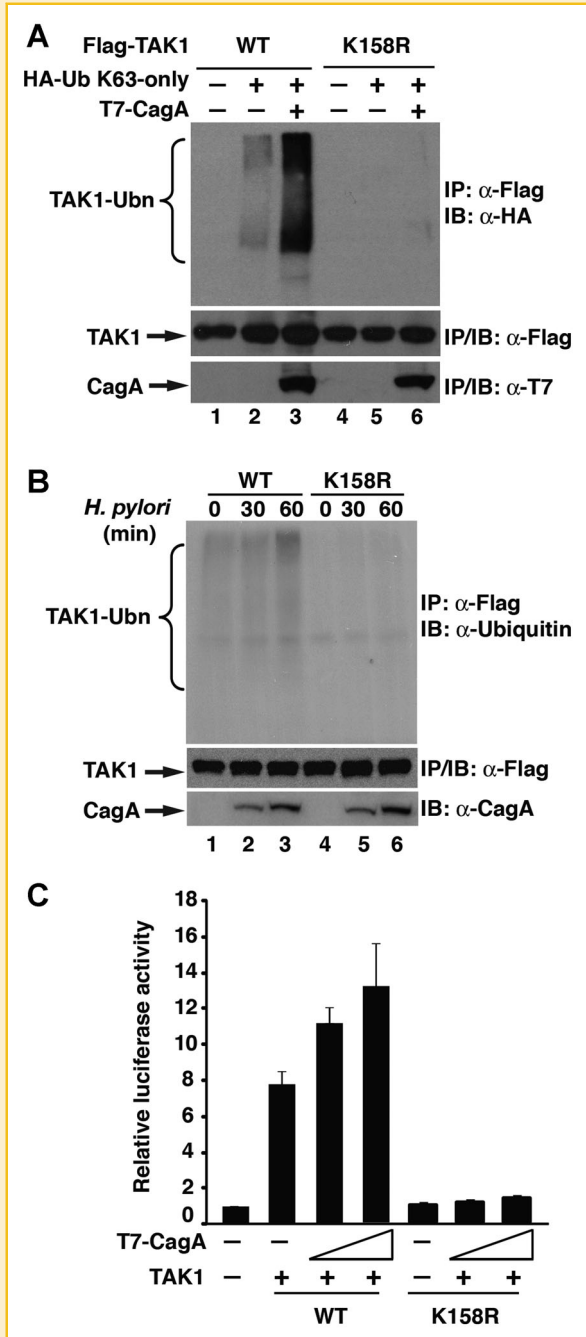 A
Flag-TAK1 WT K158R
HA-Ub K63-only – + + – + +
T7-CagA – – + – – +
TAK1-Ubn
IP: α-Flag
IB: α-HA
TAK1 IP/IB: α-Flag
CagA IP/IB: α-T7
1 2 3 4 5 6
B
WT K158R
H. pylori 0 30 60 0 30 60
(min)
TAK1-Ubn
IP: α-Flag
IB: α-Ubiquitin
TAK1 IP/IB: α-Flag
CagA IB: α-CagA
1 2 3 4 5 6
C
Relative luciferase activity
18
16
14
12
10
8
6
4
2
0
T7-CagA – – –
TAK1 – + + + – + +
WT K158R